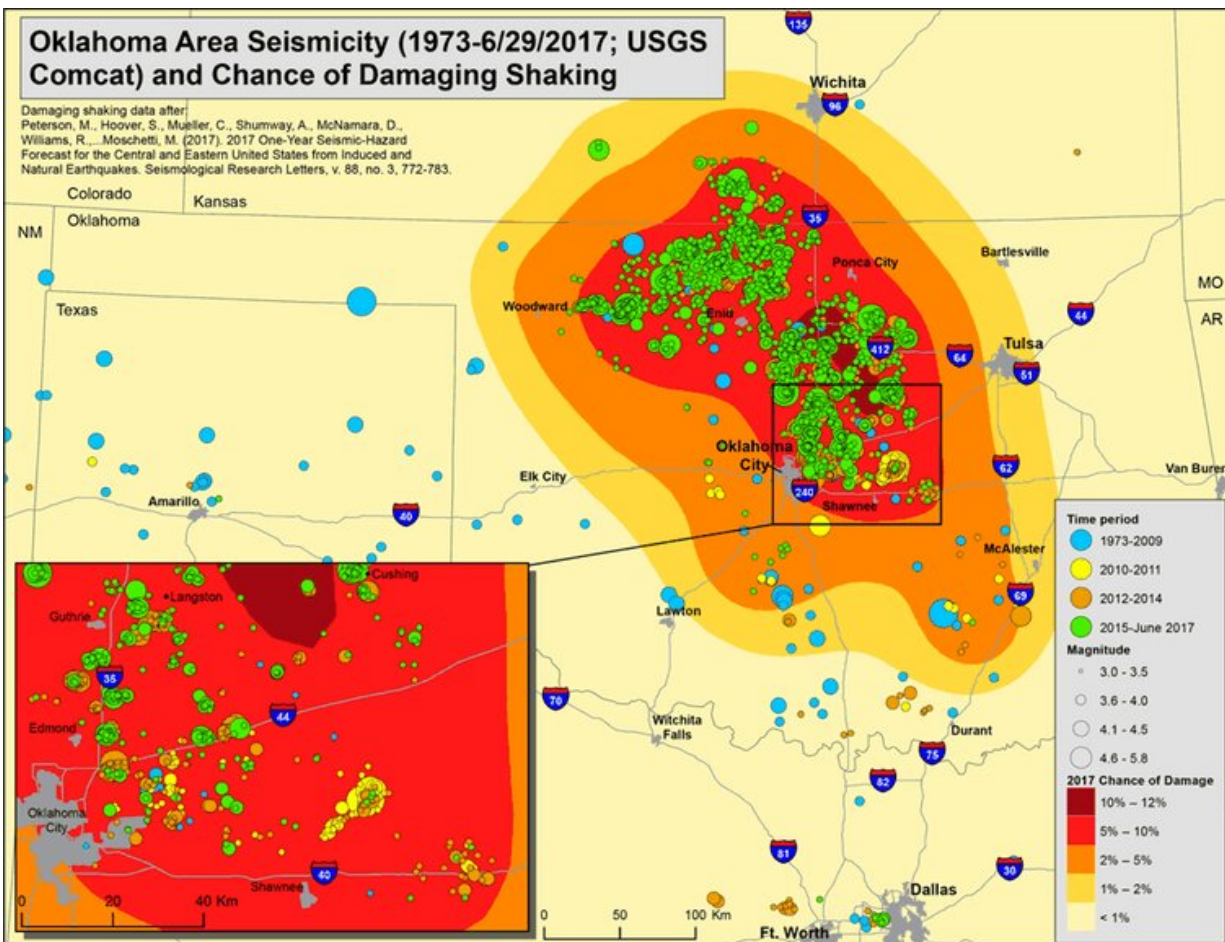 Oklahoma Area Seismicity (1973-6/29/2017; USGS
Comcat) and Chance of Damaging Shaking
Damaging shaking data after:
Peterson, M., Hoover, S., Mueller, C., Shumway, A., McNamara, D.,
Williams, R.,...Moschetti, M. (2017). 2017 One-Year Seismic-Hazard
Forecast for the Central and Eastern United States from Induced and
Natural Earthquakes. Seismological Research Letters, v. 88, no. 3, 772-783.
135
Wichita
96
Colorado
Kansas
NM
Oklahoma
35
Ponca City
Bartlesville
MO
AR
Texas
Woodward
Enid
44
412
64
Tulsa
51
Oklahoma
City
Elk City
62
Van Buren
240
Shawnee
Amarillo
40
McAlester
69
Lawton
70
Witchita
Falls
Durant
75
82
81
30
Dallas
Ft. Worth
0 50 100 Km
Cushing
Langston
Guthrie
35
44
Edmond
Oklahoma
City
40
Shawnee
0 20 40 Km
Time period
1973-2009
2010-2011
2012-2014
2015-June 2017
Magnitude
3.0 - 3.5
3.6 - 4.0
4.1 - 4.5
4.6 - 5.8
2017 Chance of Damage
10% – 12%
5% – 10%
2% – 5%
1% – 2%
< 1%